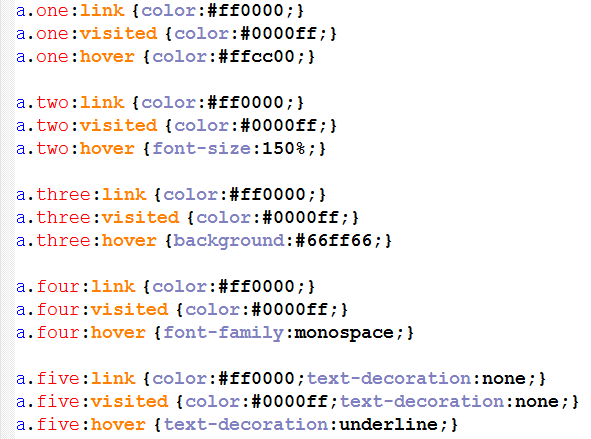 a.one:link {color:#ff0000;}
a.one:visited {color:#0000ff;}
a.one:hover {color:#ffcc00;}
a.two:link {color:#ff0000;}
a.two:visited {color:#0000ff;}
a.two:hover {font-size:150%;}
a.three:link {color:#ff0000;}
a.three:visited {color:#0000ff;}
a.three:hover {background:#66ff66;}
a.four:link {color:#ff0000;}
a.four:visited {color:#0000ff;}
a.four:hover {font-family:monospace;}
a.five:link {color:#ff0000;text-decoration:none;}
a.five:visited {color:#0000ff;text-decoration:none;}
a.five:hover {text-decoration:underline;}